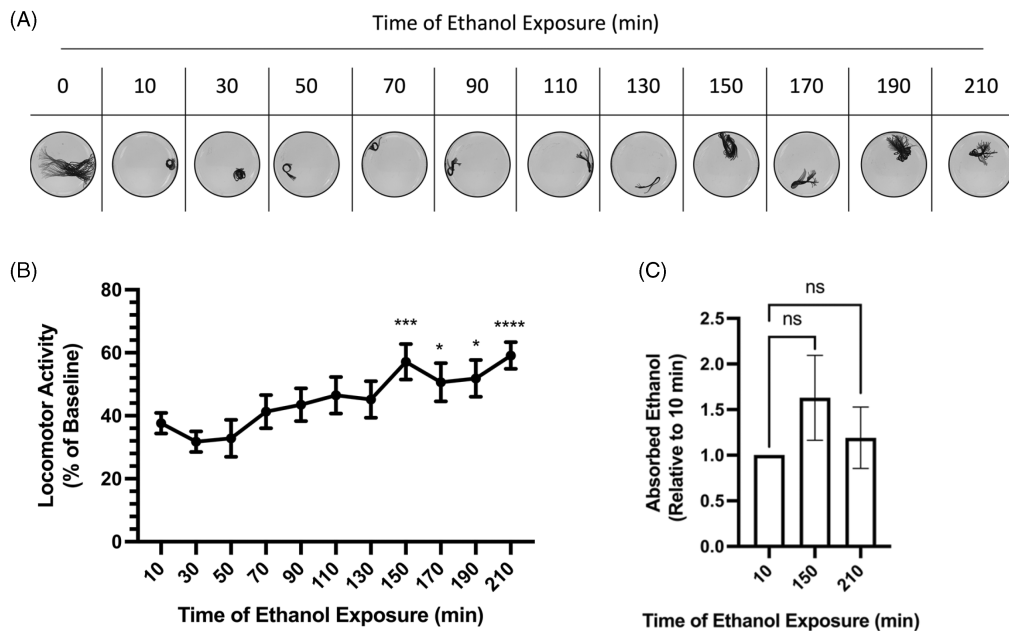 (A)
Time of Ethanol Exposure (min)
0 10 30 50 70 90 110 130 150 170 190 210
(B)
80
60
40
20
0
Locomotor Activity
(% of Baseline)
***
*
*
****
10 30 50 70 90 110 130 150 170 190 210
Time of Ethanol Exposure (min)
(C)
ns
ns
2.5
2.0
1.5
1.0
0.5
0.0
Absorbed Ethanol
(Relative to 10 min)
10 150 210
Time of Ethanol Exposure (min)